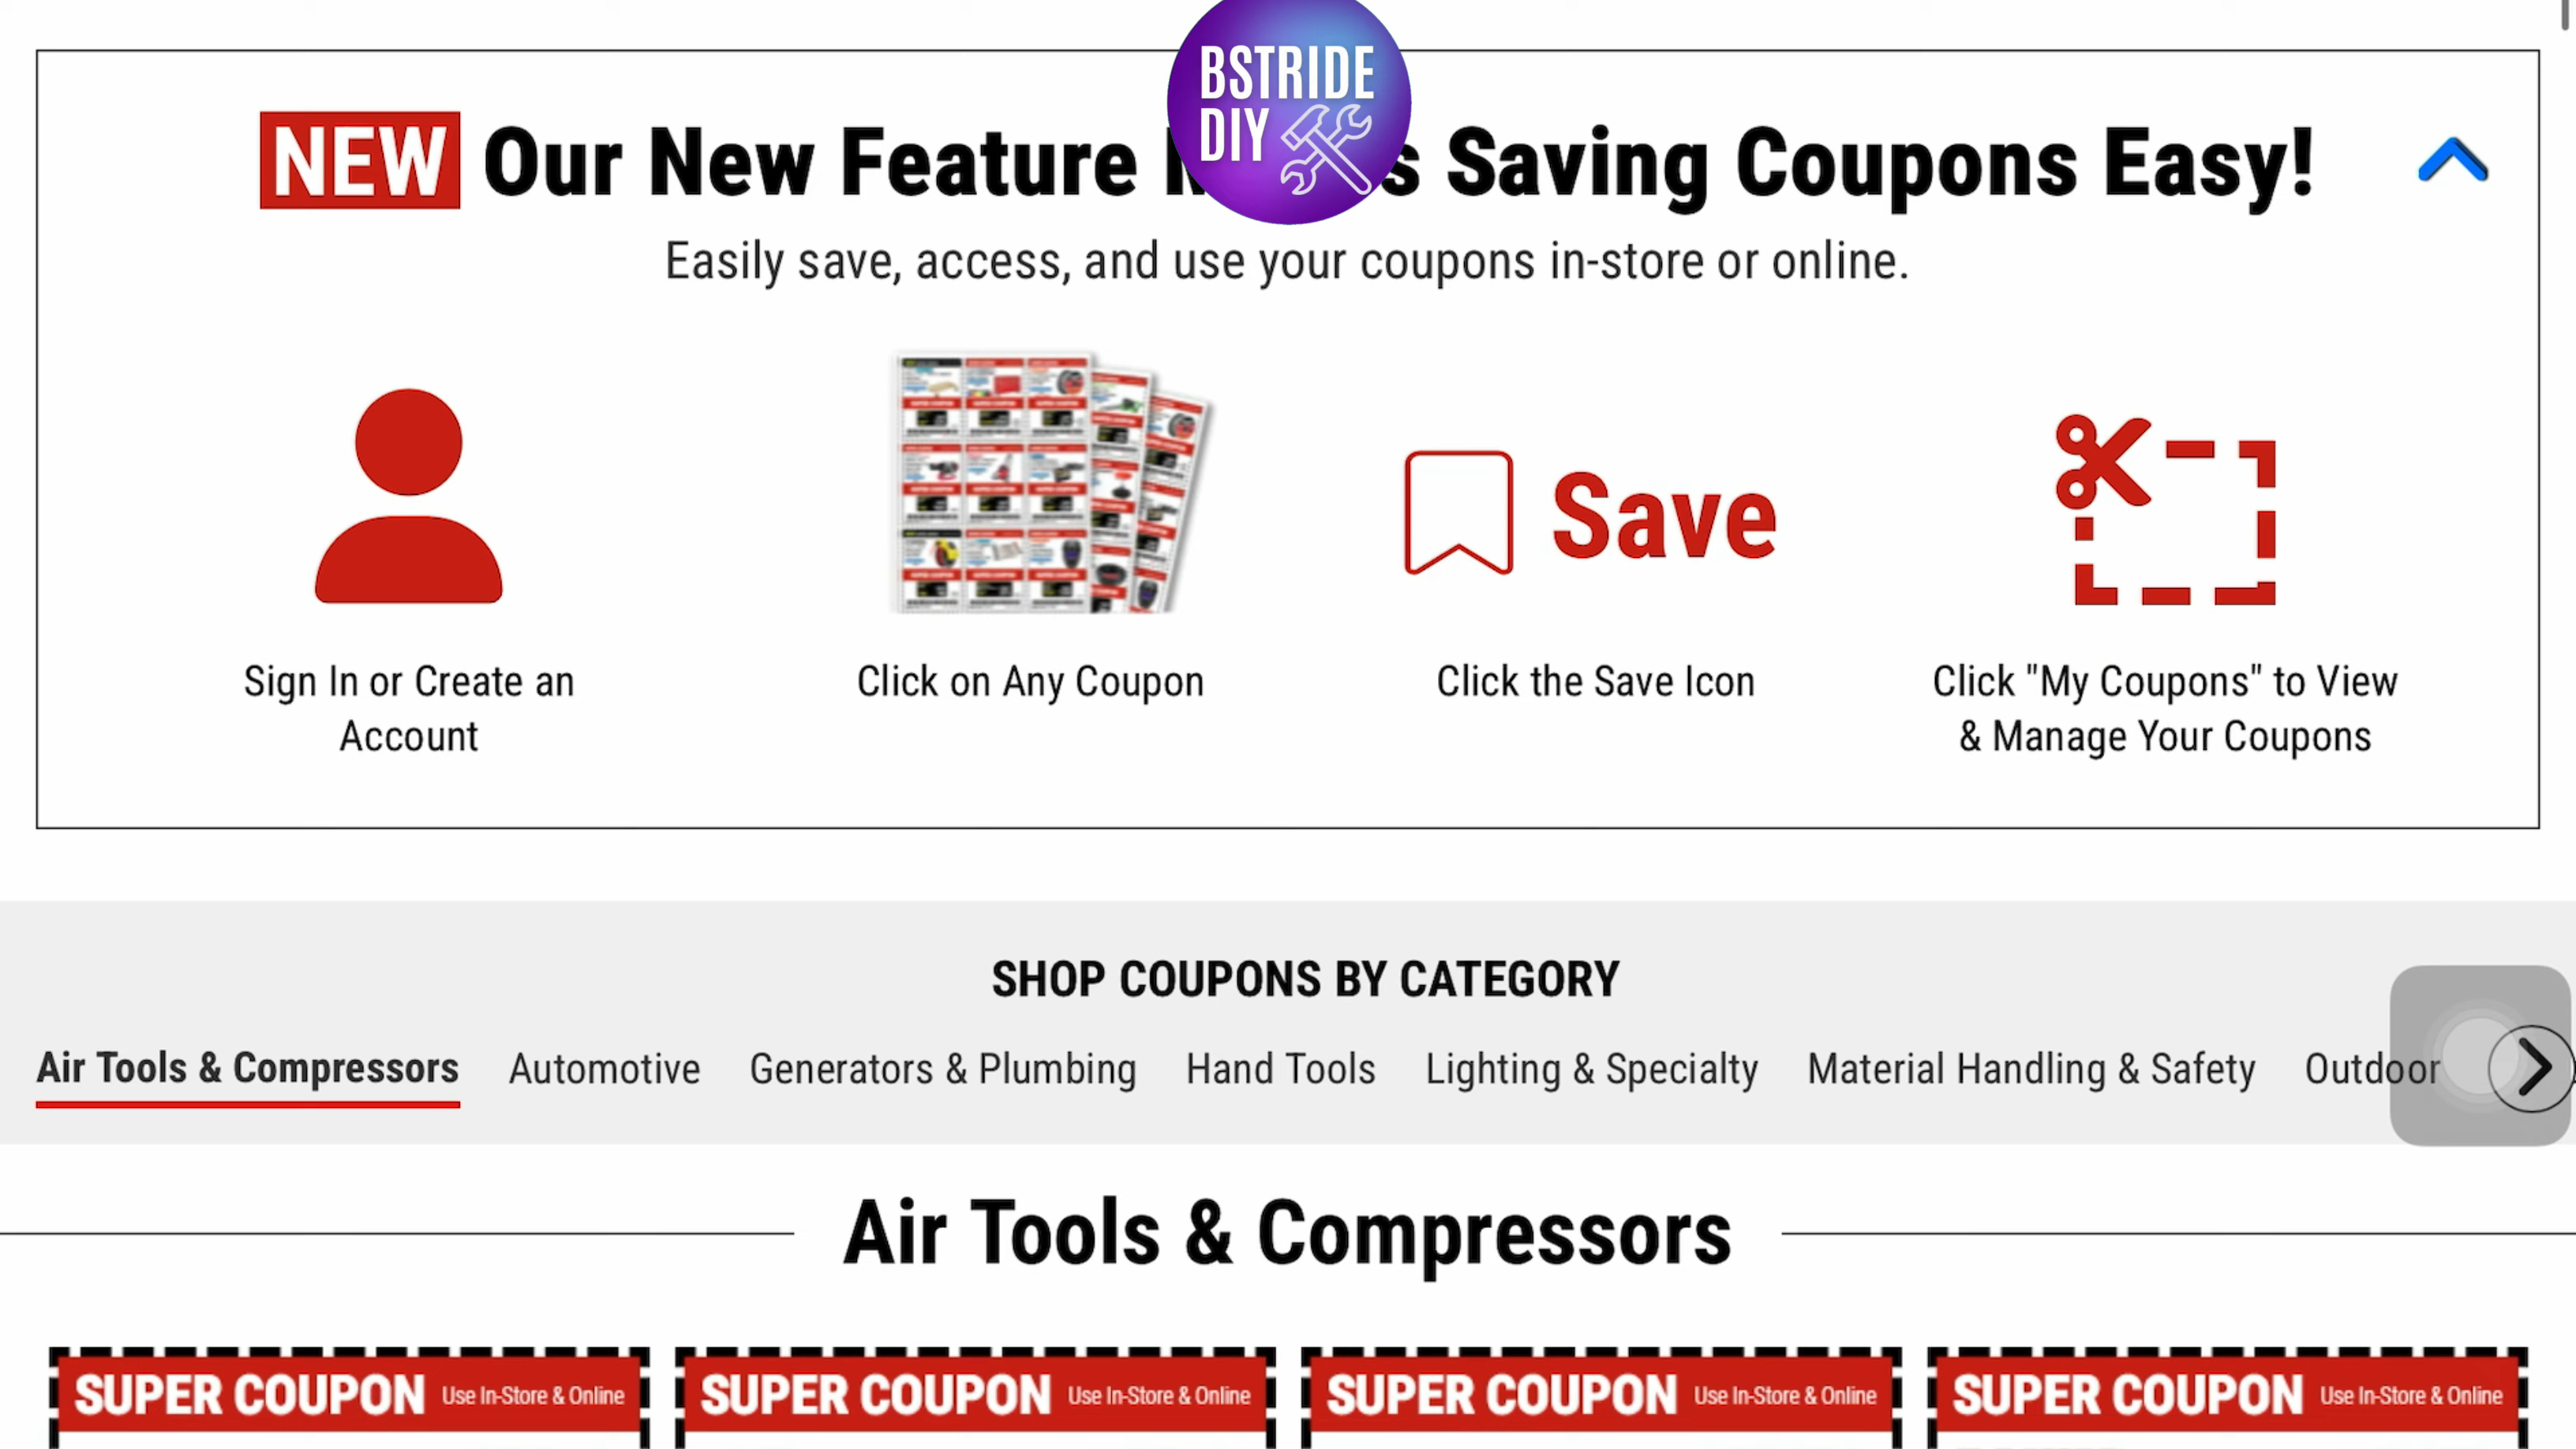 BSTRIDE
DIY
NEW Our New Feature s Saving Coupons Easy!
Easily save, access, and use your coupons in-store or online.
Save
Sign In or Create an
Account
Click on Any Coupon
Click the Save Icon
Click "My Coupons" to View
& Manage Your Coupons
SHOP COUPONS BY CATEGORY
Air Tools & Compressors Automotive Generators & Plumbing Hand Tools Lighting & Specialty Material Handling & Safety Outdoor
Air Tools & Compressors
SUPER COUPON Use In-Store & Online
SUPER COUPON Use In-Store & Online
SUPER COUPON Use In-Store & Online
SUPER COUPON Use In-Store & Online